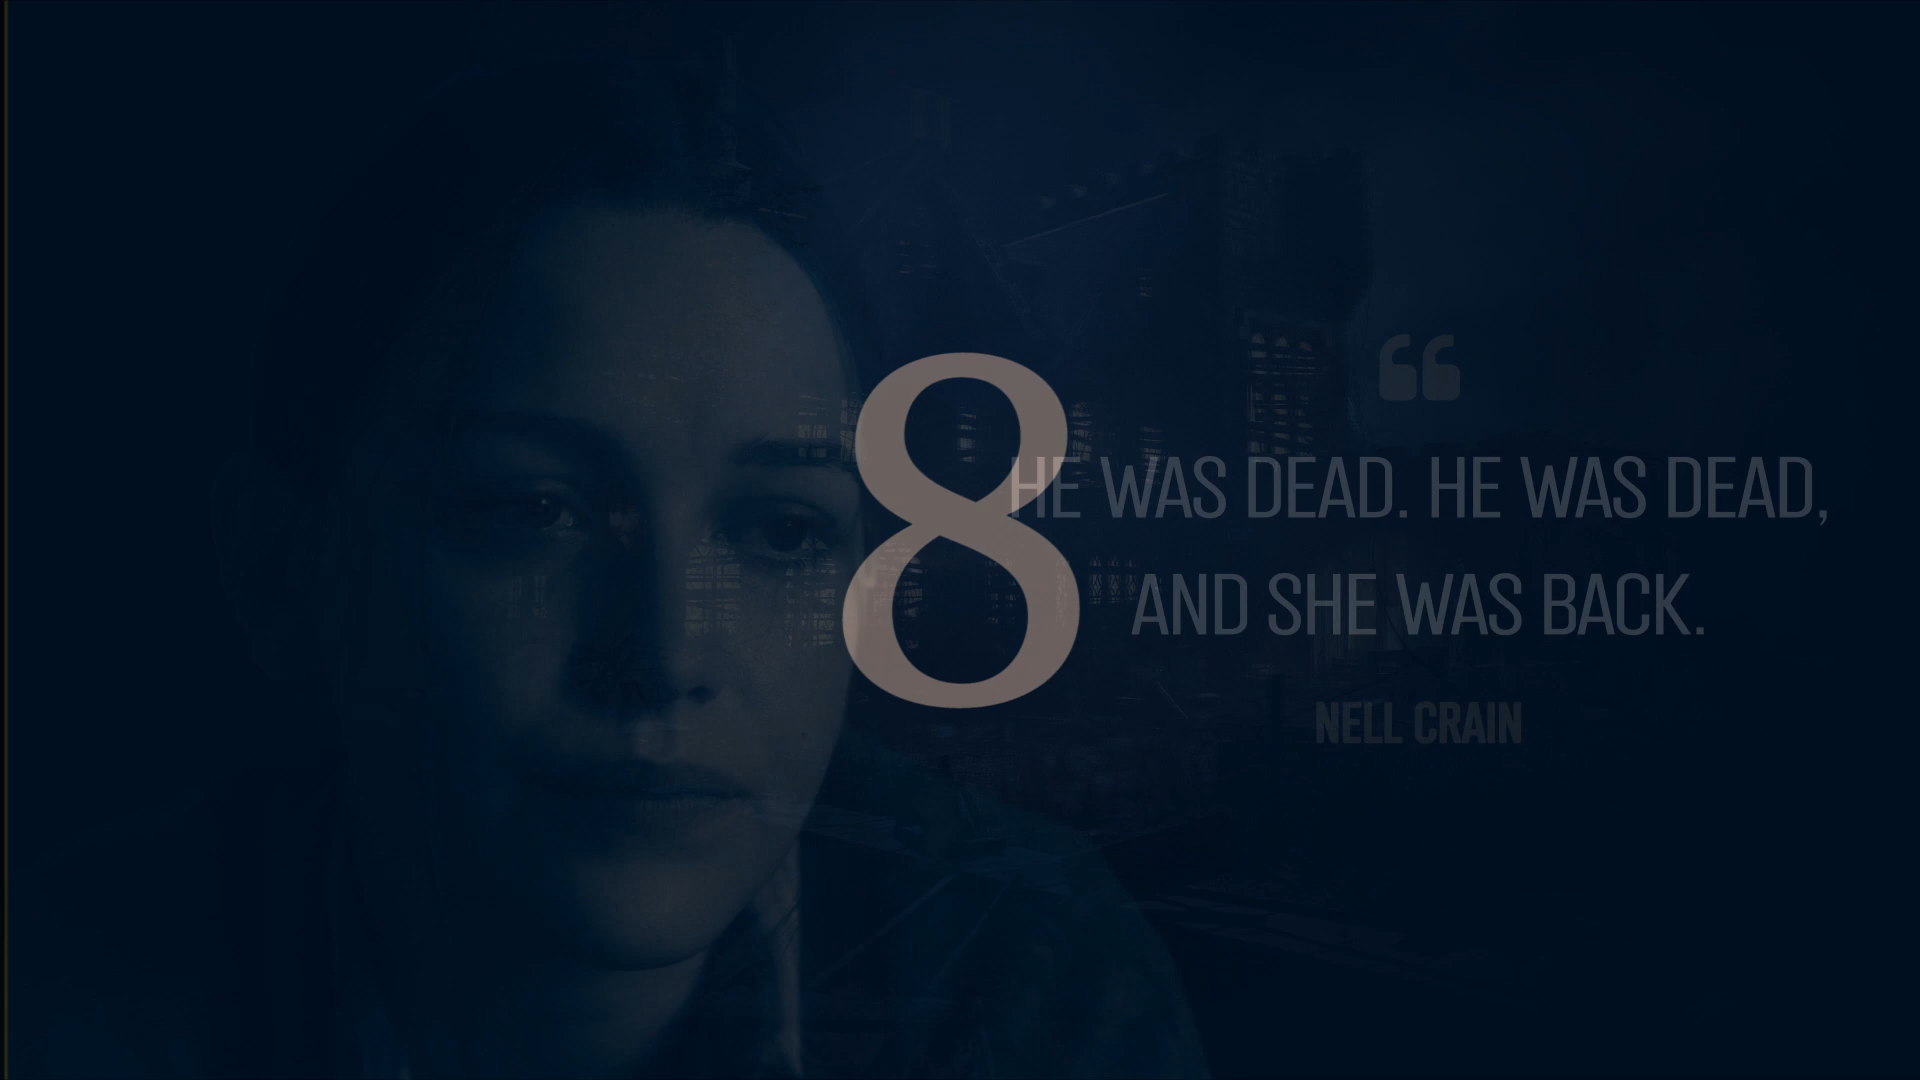 8
“
HE WAS DEAD. HE WAS DEAD,
AND SHE WAS BACK.
NELL CRAIN